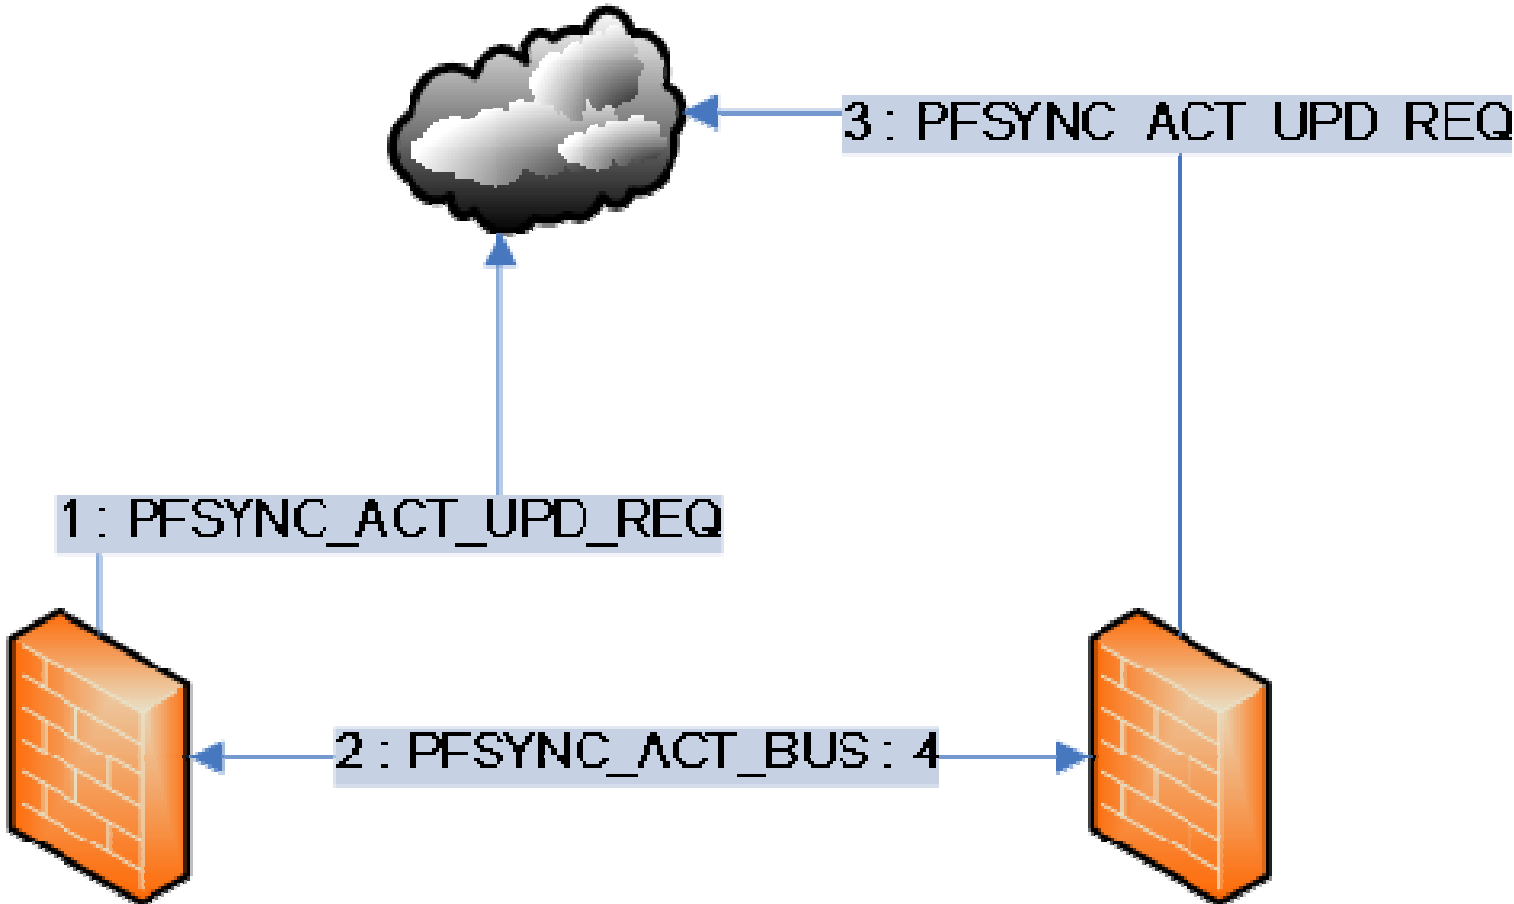 3 : PFSYNC ACT UPD REQ
1 : PFSYNC_ACT_UPD_REQ
2 : PFSYNC_ACT_BUS : 4